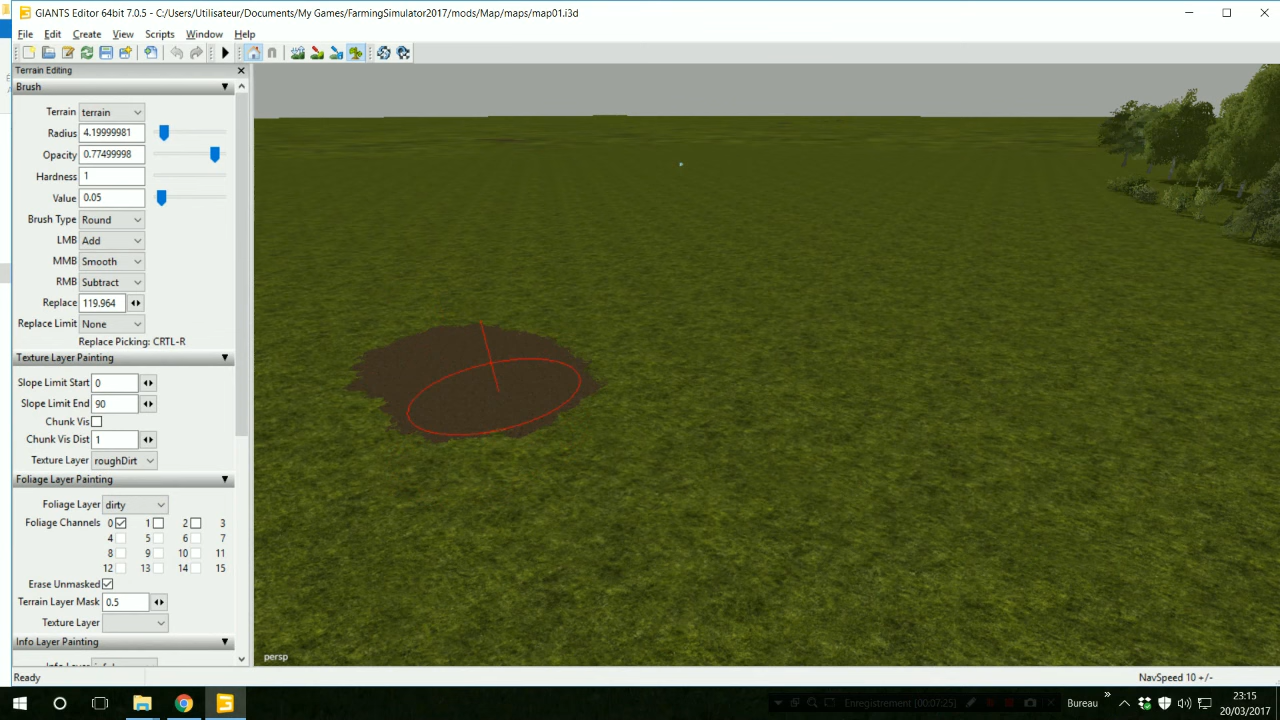 GIANTS Editor 64bit 7.0.5 - C:/Users/Utilisateur/Documents/My Games/FarmingSimulator2017/mods/Map/maps/map01.i3d
File Edit Create View Scripts Window Help
Terrain Editing
Brush
Terrain terrain
Radius 4.19999981
Opacity 0.77499998
Hardness 1
Value 0.05
Brush Type Round
LMB Add
MMB Smooth
RMB Subtract
Replace 119.964
Replace Limit None
Replace Picking: CRTL-R
Texture Layer Painting
Slope Limit Start 0
Slope Limit End 90
Chunk Vis
Chunk Vis Dist 1
Texture Layer roughDirt
Foliage Layer Painting
Foliage Layer dirty
Foliage Channels 0 1 2 3
4 5 6 7
8 9 10 11
12 13 14 15
Erase Unmasked
Terrain Layer Mask 0.5
Texture Layer
Info Layer Painting
persp
Ready
NavSpeed 10 +/-
Enregistrement [00:07:25]
Bureau
23:15
20/03/2017